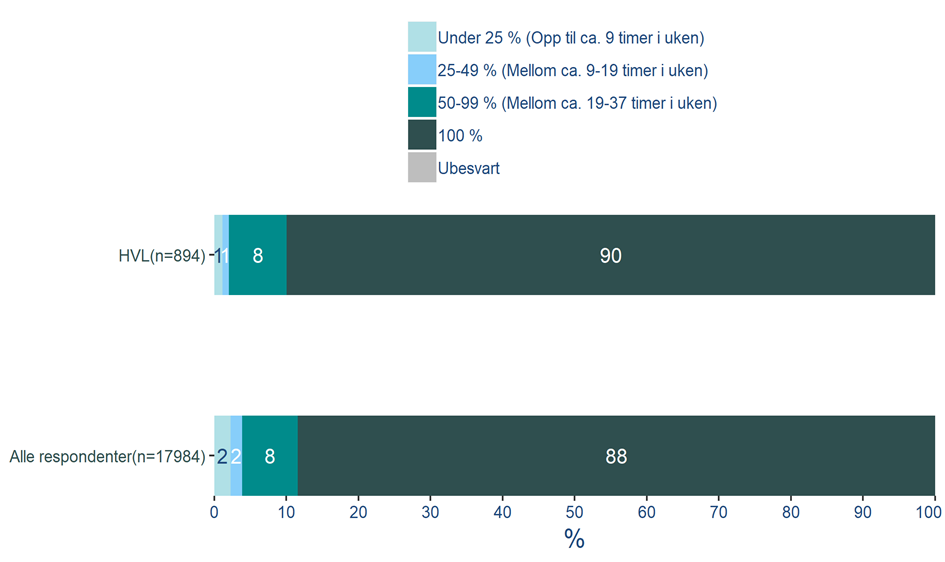 Under 25 % (Opp til ca. 9 timer i uken)
25-49 % (Mellom ca. 9-19 timer i uken)
50-99 % (Mellom ca. 19-37 timer i uken)
100 %
Ubesvart
HVL(n=894) 1 1 8 90
Alle respondenter(n=17984) 2 2 8 88
0 10 20 30 40 50 60 70 80 90 100
%